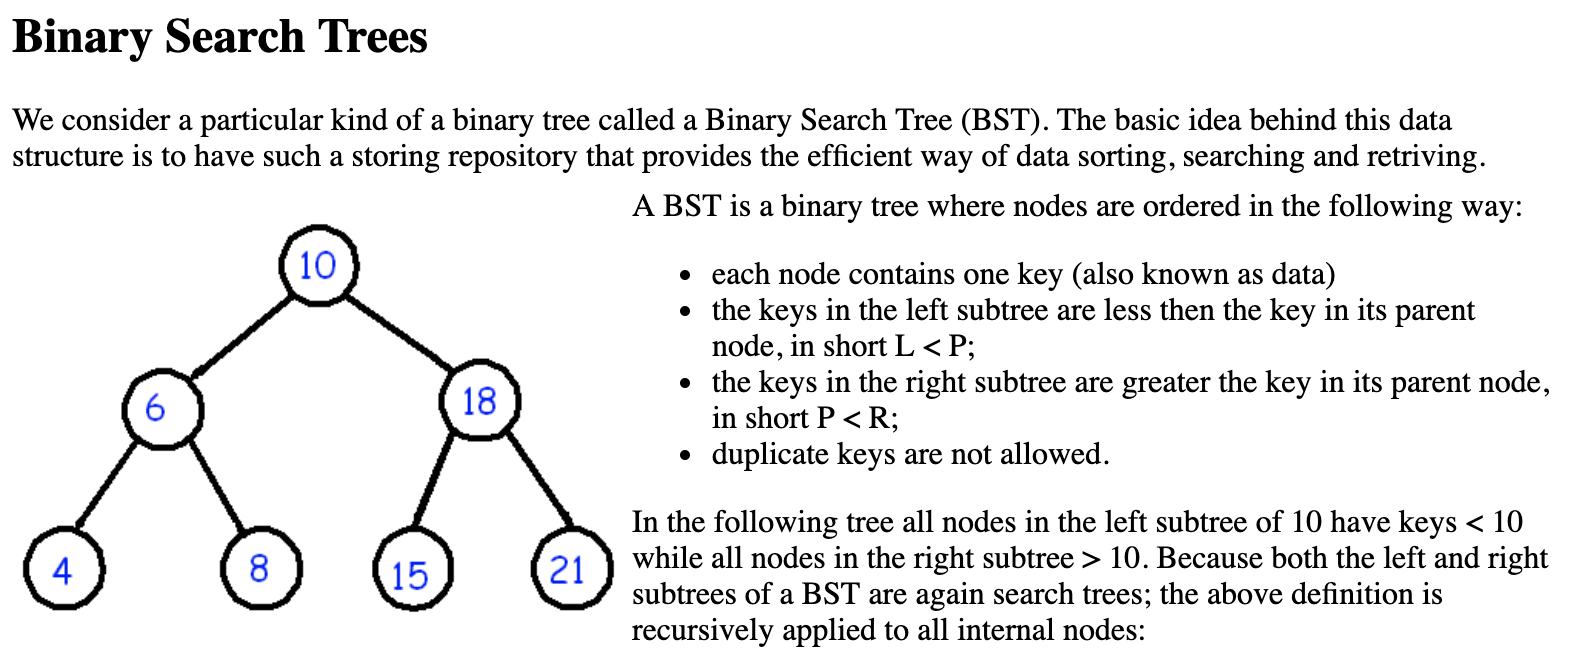 Binary Search Trees
We consider a particular kind of a binary tree called a Binary Search Tree (BST). The basic idea behind this data
structure is to have such a storing repository that provides the efficient way of data sorting, searching and retriving.
A BST is a binary tree where nodes are ordered in the following way:
• each node contains one key (also known as data)
• the keys in the left subtree are less then the key in its parent
node, in short L < P;
• the keys in the right subtree are greater the key in its parent node,
in short P < R;
• duplicate keys are not allowed.
In the following tree all nodes in the left subtree of 10 have keys < 10
while all nodes in the right subtree > 10. Because both the left and right
subtrees of a BST are again search trees; the above definition is
recursively applied to all internal nodes:
10
6 18
4 8 15 21